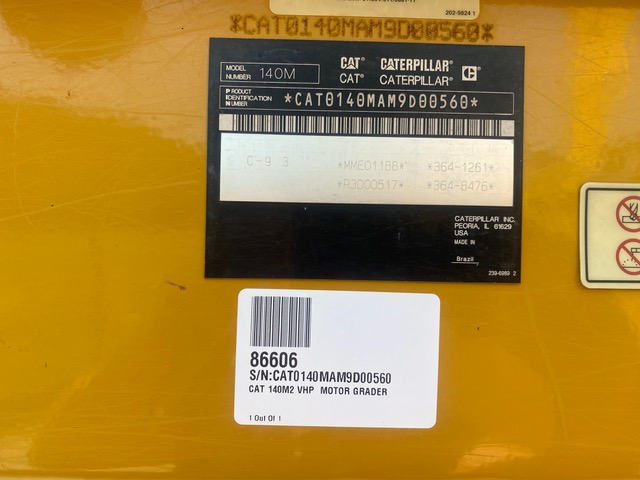 202-9824 1
*CAT0140MAM9D00560*
MODEL NUMBER 140M
CAT CATERPILLAR
CAT CATERPILLAR C
PRODUCT IDENTIFICATION NUMBER *CAT0140MAM9D00560*
C-9 3 *MME01188* *364-1261*
*R3D00517* *364-8476*
CATERPILLAR INC.
PEORIA, IL 61629
USA
MADE IN
Brazil
239-6989 2
86606
S/N:CAT0140MAM9D00560
CAT 140M2 VHP MOTOR GRADER
1 Out Of 1